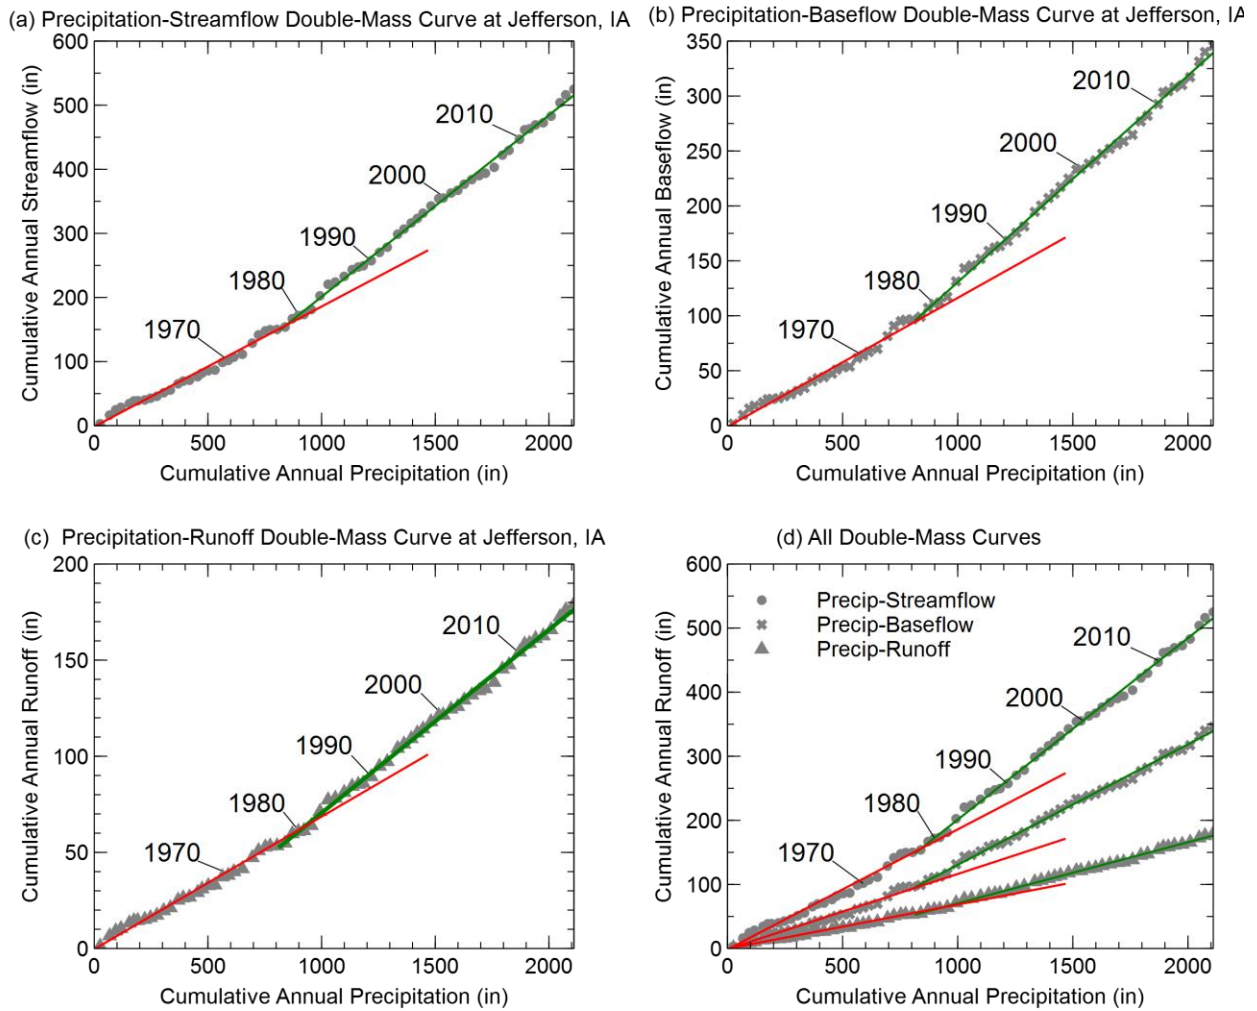 (a) Precipitation-Streamflow Double-Mass Curve at Jefferson, IA
600
500
400
300
200
100
0
Cumulative Annual Streamflow (in)
1970
1980
1990
2000
2010
0 500 1000 1500 2000
Cumulative Annual Precipitation (in)
(b) Precipitation-Baseflow Double-Mass Curve at Jefferson, IA
350
300
250
200
150
100
50
0
Cumulative Annual Baseflow (in)
1970
1980
1990
2000
2010
0 500 1000 1500 2000
Cumulative Annual Precipitation (in)
(c) Precipitation-Runoff Double-Mass Curve at Jefferson, IA
200
150
100
50
0
Cumulative Annual Runoff (in)
1970
1980
1990
2000
2010
0 500 1000 1500 2000
Cumulative Annual Precipitation (in)
(d) All Double-Mass Curves
600
500
400
300
200
100
0
Cumulative Annual Runoff (in)
Precip-Streamflow
Precip-Baseflow
Precip-Runoff
1970
1980
1990
2000
2010
0 500 1000 1500 2000
Cumulative Annual Precipitation (in)